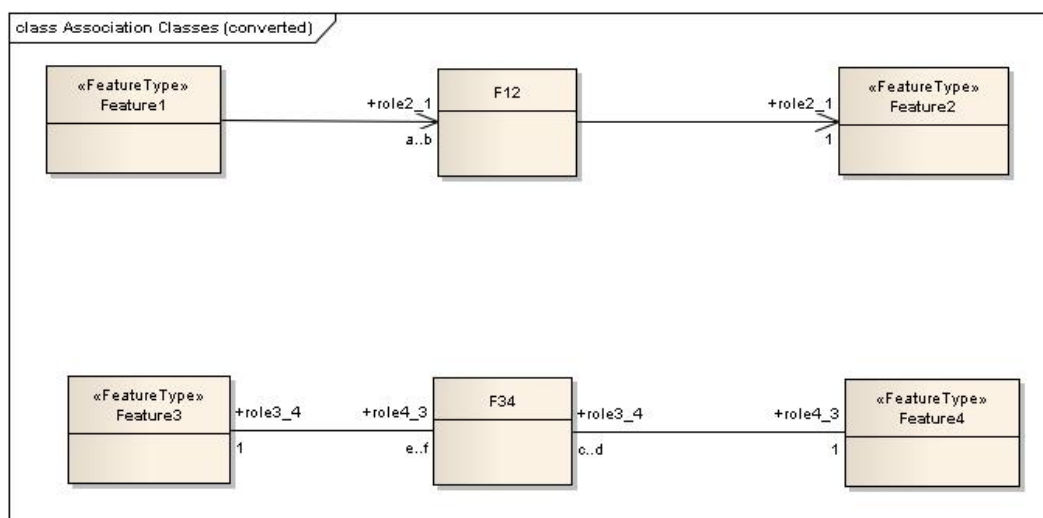 class Association Classes (converted)
«FeatureType»
Feature1
+role2_1
a..b
F12
+role2_1
1
«FeatureType»
Feature2
«FeatureType»
Feature3
+role3_4
1
+role4_3
e..f
F34
+role3_4
c..d
+role4_3
1
«FeatureType»
Feature4